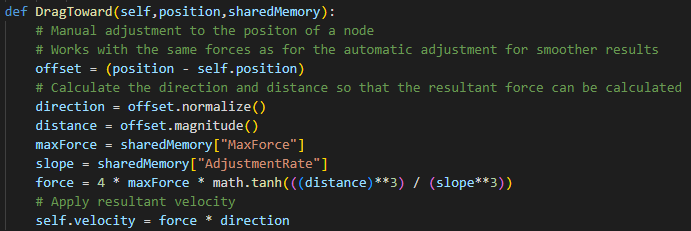 def DragToward(self,position,sharedMemory):
    # Manual adjustment to the positon of a node
    # Works with the same forces as for the automatic adjustment for smoother results
    offset = (position - self.position)
    # Calculate the direction and distance so that the resultant force can be calculated
    direction = offset.normalize()
    distance = offset.magnitude()
    maxForce = sharedMemory["MaxForce"]
    slope = sharedMemory["AdjustmentRate"]
    force = 4 * maxForce * math.tanh(((distance)**3) / (slope**3))
    # Apply resultant velocity
    self.velocity = force * direction